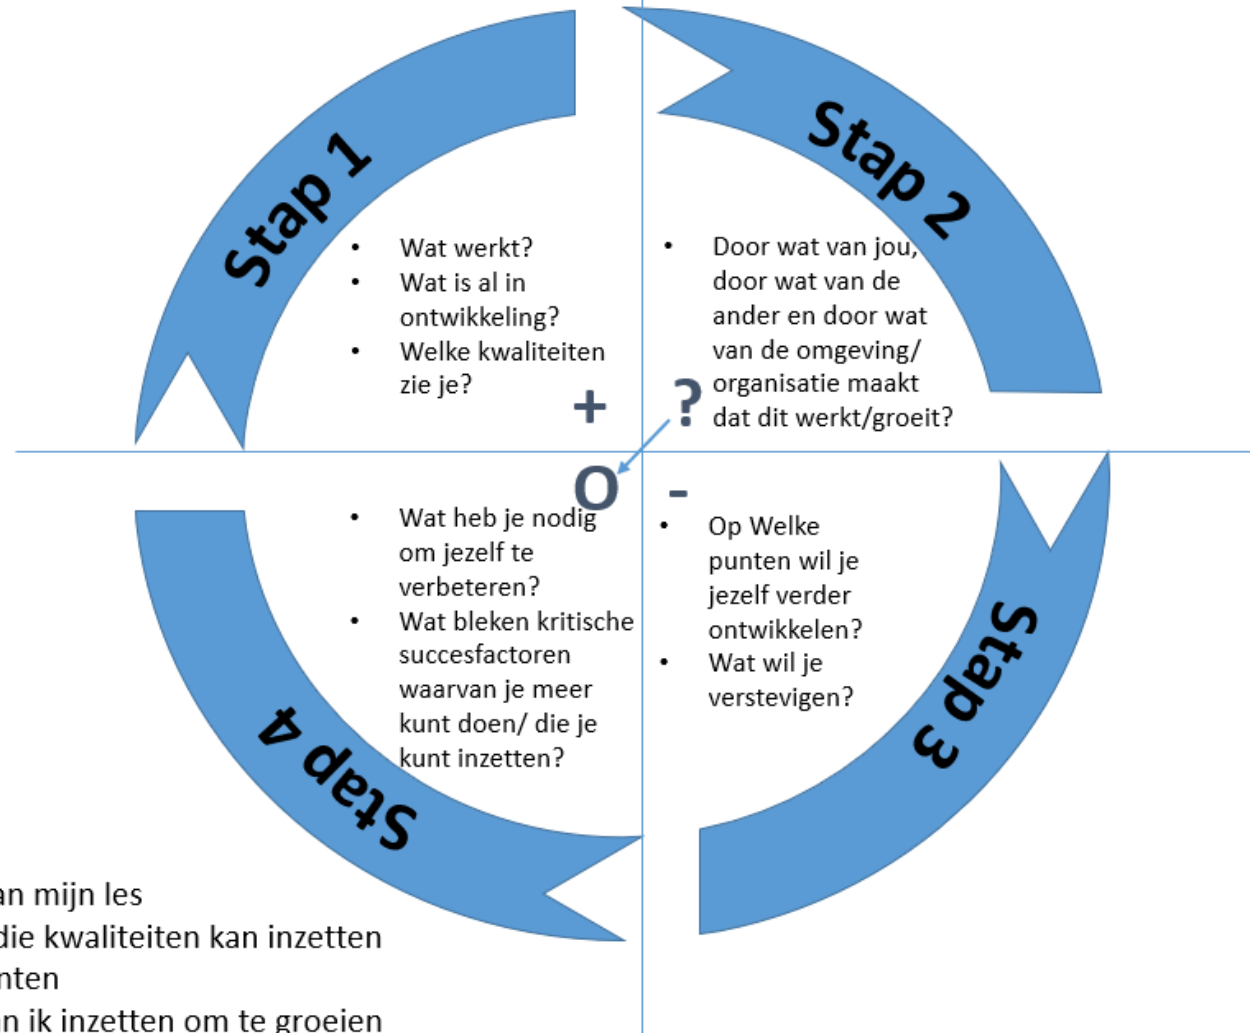 Stap 1
• Wat werkt?
• Wat is al in
ontwikkeling?
• Welke kwaliteiten
zie je?
+
Stap 2
• Door wat van jou,
door wat van de
ander en door wat
van de omgeving/
organisatie maakt
dat dit werkt/groeit?
?
-
• Op Welke
punten wil je
jezelf verder
ontwikkelen?
• Wat wil je
verstevigen?
Stap 3
O
• Wat heb je nodig
om jezelf te
verbeteren?
• Wat bleken kritische
succesfactoren
waarvan je meer
kunt doen/ die je
kunt inzetten?
Stap 4
mijn les
die kwaliteiten kan inzetten
ik inzetten om te groeien